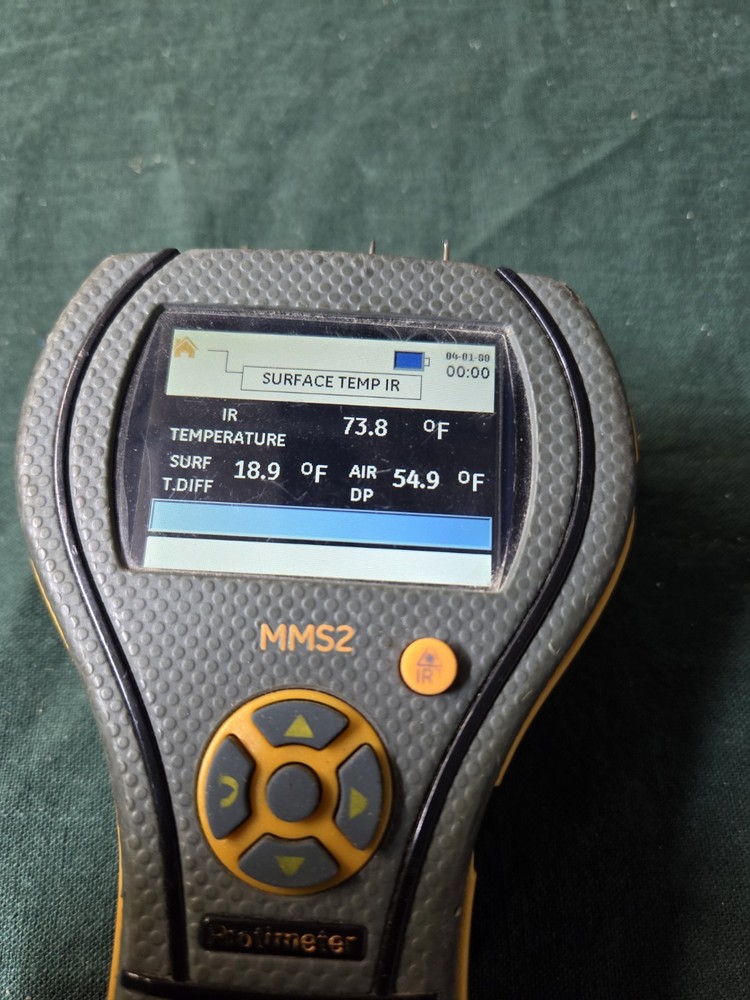 04-01-80
00:00
SURFACE TEMP IR
IR
TEMPERATURE
73.8 ºF
SURF
T.DIFF
18.9 ºF
AIR
DP
54.9 ºF
MMS2
IR
Protimeter